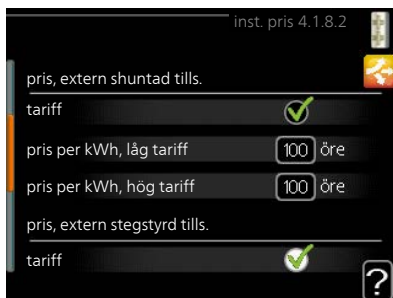 inst. pris 4.1.8.2
pris, extern shuntad tills.
tariff
pris per kWh, låg tariff 100 öre
pris per kWh, hög tariff 100 öre
pris, extern stegstyrd tills.
tariff
?